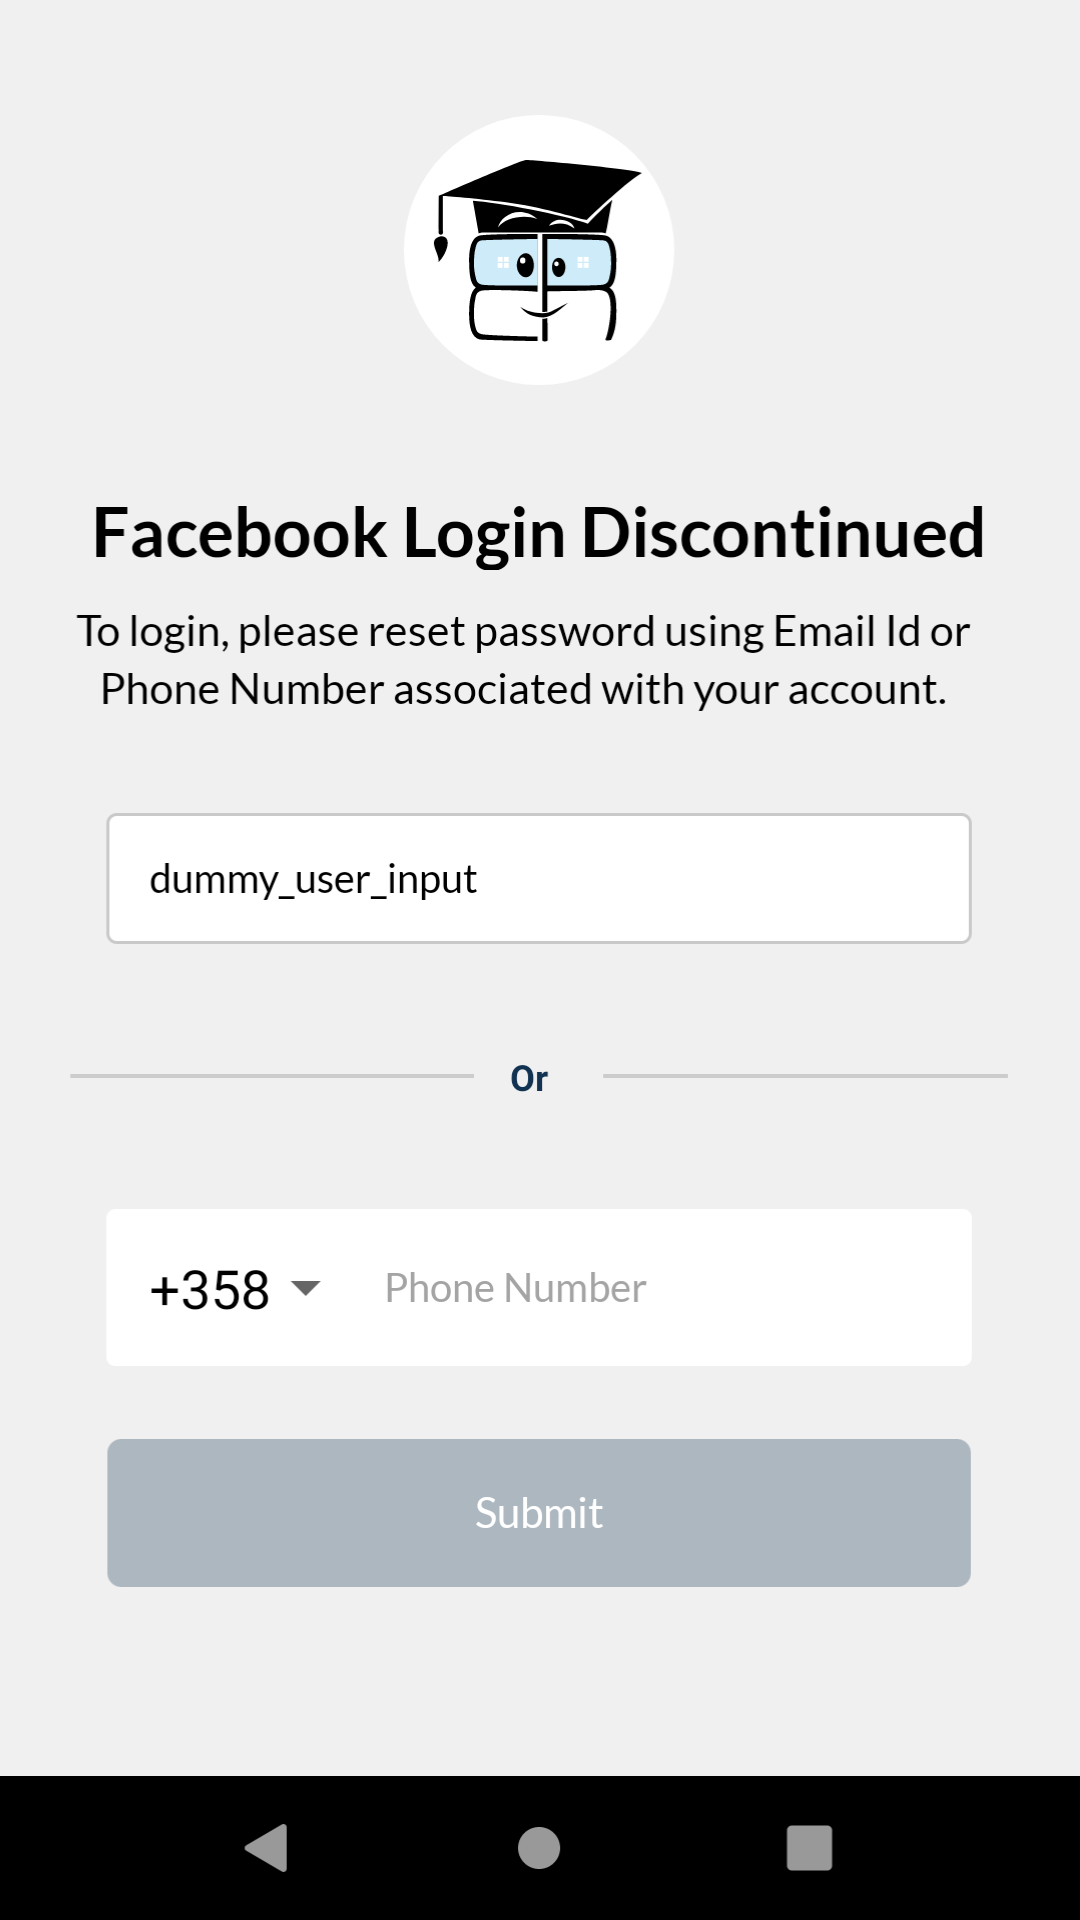 Facebook Login Discontinued
To login, please reset password using Email Id or
Phone Number associated with your account.
dummy_user_input
Or
+358 Phone Number
Submit